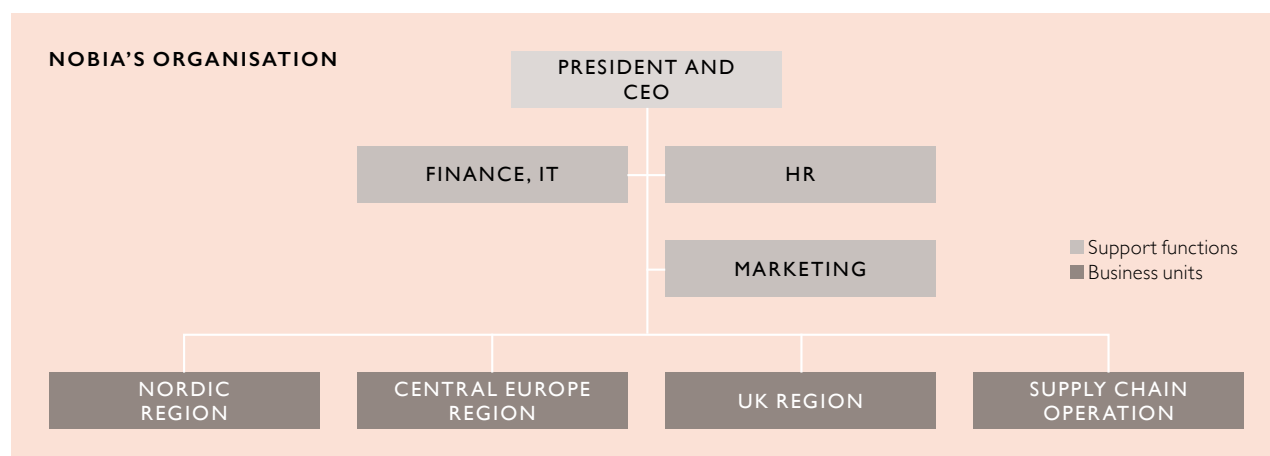 NOBIA’S ORGANISATION
PRESIDENT AND
CEO
FINANCE, IT
HR
MARKETING
Support functions
Business units
NORDIC
REGION
CENTRAL EUROPE
REGION
UK REGION
SUPPLY CHAIN
OPERATION